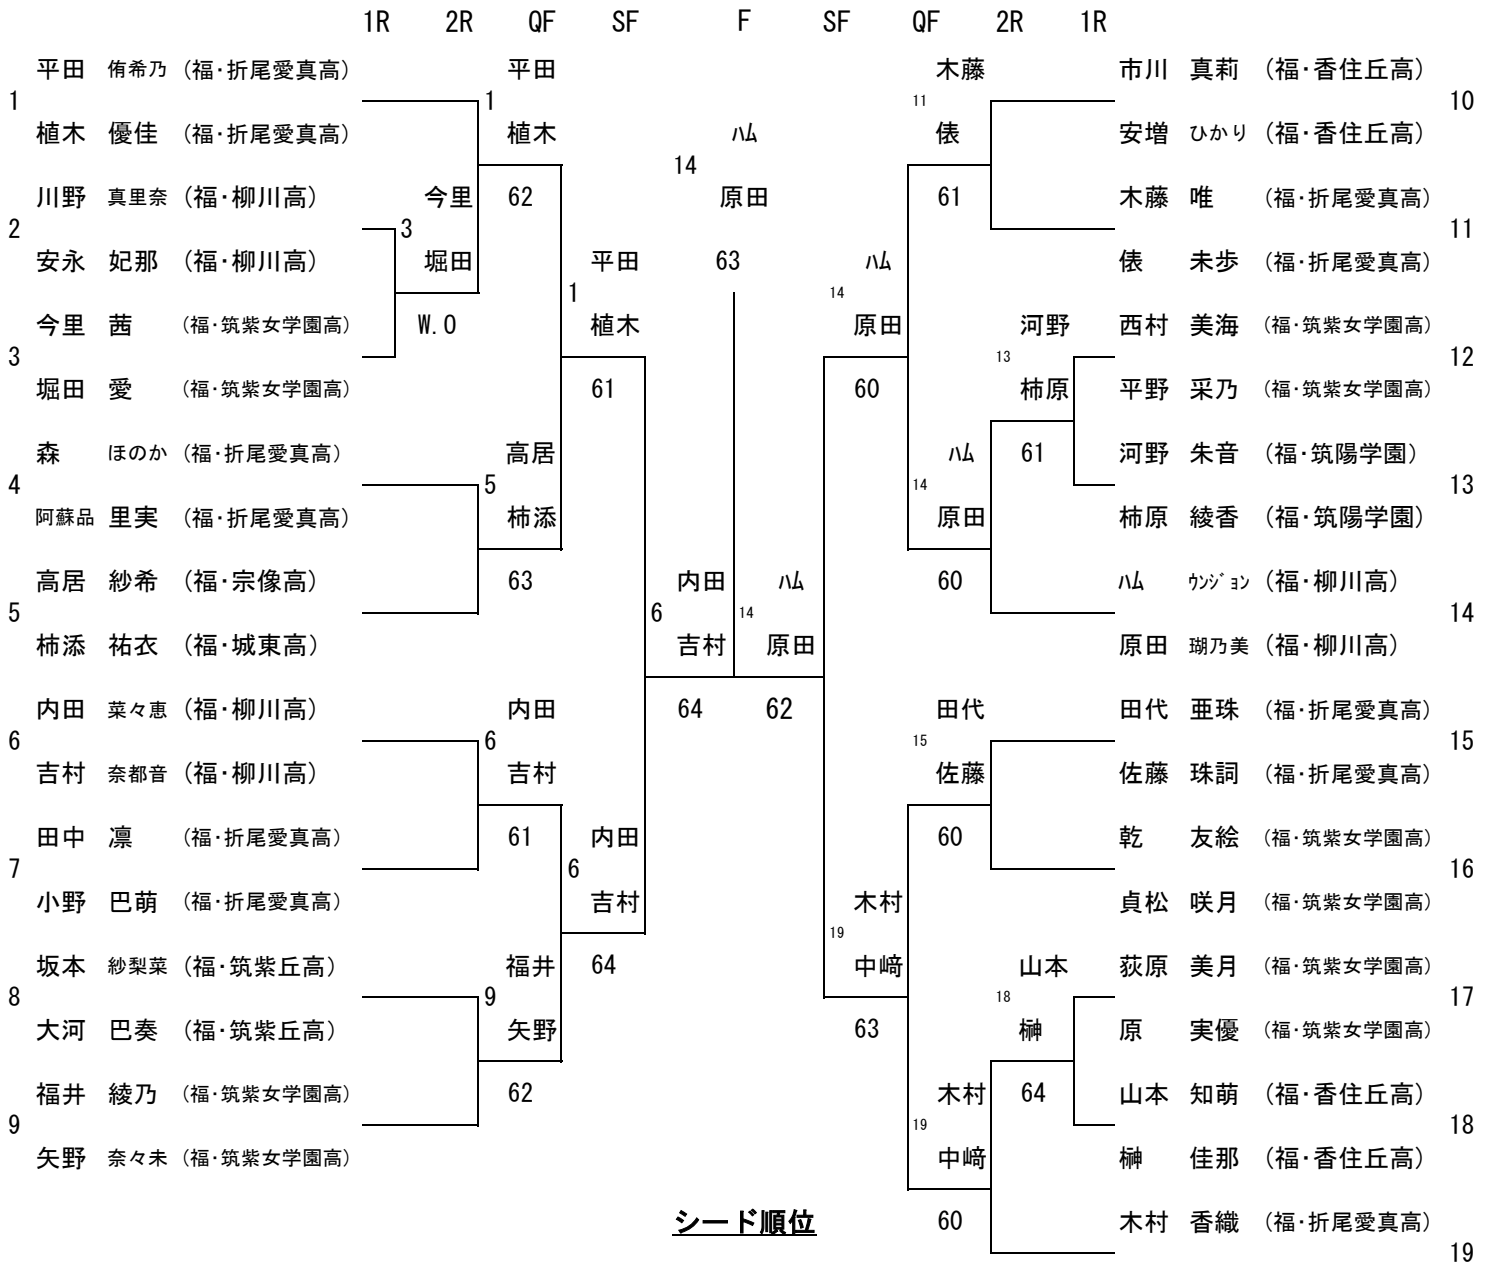 1R 2R QF SF F SF QF 2R 1R
平田 侑希乃 (福・折尾愛真高) 平田 木藤 市川 真莉 (福・香住丘高)
1 1 11 10
植木 優佳 (福・折尾愛真高) 植木 ﾊﾑ 俵 安増 ひかり (福・香住丘高)
14
川野 真里奈 (福・柳川高) 今里 62 原田 61 木藤 唯 (福・折尾愛真高)
2 3 11
安永 妃那 (福・柳川高) 堀田 平田 63 ﾊﾑ 俵 未歩 (福・折尾愛真高)
1 14
今里 茜 (福・筑紫女学園高) W.O 植木 原田 河野 西村 美海 (福・筑紫女学園高)
3 13 12
堀田 愛 (福・筑紫女学園高) 61 60 柿原 平野 采乃 (福・筑紫女学園高)
森 ほのか (福・折尾愛真高) 高居 ﾊﾑ 61 河野 朱音 (福・筑陽学園)
4 5 14 13
阿蘇品 里実 (福・折尾愛真高) 柿添 原田 柿原 綾香 (福・筑陽学園)
高居 紗希 (福・宗像高) 63 内田 ﾊﾑ 60 ﾊﾑ ｳﾝｼﾞｮﾝ (福・柳川高)
5 6 14 14
柿添 祐衣 (福・城東高) 吉村 原田 原田 瑚乃美 (福・柳川高)
内田 菜々恵 (福・柳川高) 内田 64 62 田代 田代 亜珠 (福・折尾愛真高)
6 6 15 15
吉村 奈都音 (福・柳川高) 吉村 佐藤 佐藤 珠詞 (福・折尾愛真高)
田中 凛 (福・折尾愛真高) 61 内田 60 乾 友絵 (福・筑紫女学園高)
7 6 16
小野 巴萌 (福・折尾愛真高) 吉村 木村 貞松 咲月 (福・筑紫女学園高)
19
坂本 紗梨菜 (福・筑紫丘高) 福井 64 中﨑 山本 荻原 美月 (福・筑紫女学園高)
8 9 18 17
大河 巴奏 (福・筑紫丘高) 矢野 63 榊 原 実優 (福・筑紫女学園高)
福井 綾乃 (福・筑紫女学園高) 62 木村 64 山本 知萌 (福・香住丘高)
9 19 18
矢野 奈々未 (福・筑紫女学園高) 中﨑 榊 佳那 (福・香住丘高)
シード順位 60 木村 香織 (福・折尾愛真高)
19